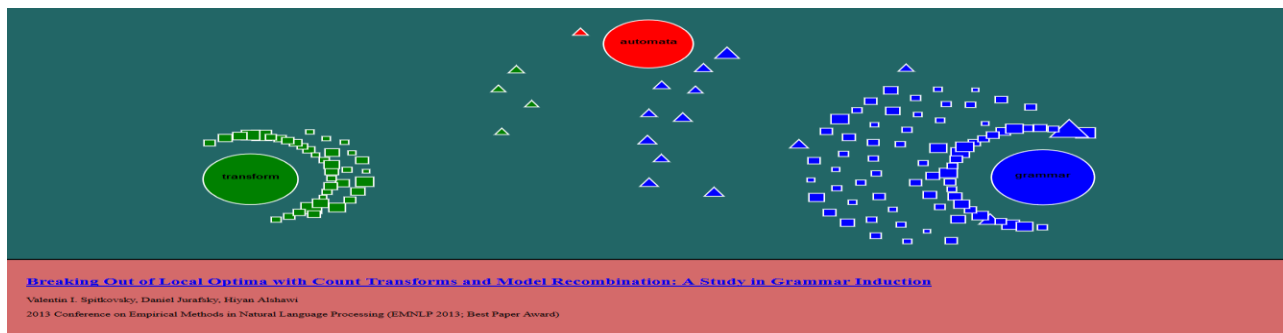 automata
transform
grammar
Breaking Out of Local Optima with Count Transforms and Model Recombination: A Study in Grammar Induction
Valentin I. Spitkovsky, Daniel Jurafsky, Hiyan Alshawi
2013 Conference on Empirical Methods in Natural Language Processing (EMNLP 2013; Best Paper Award)